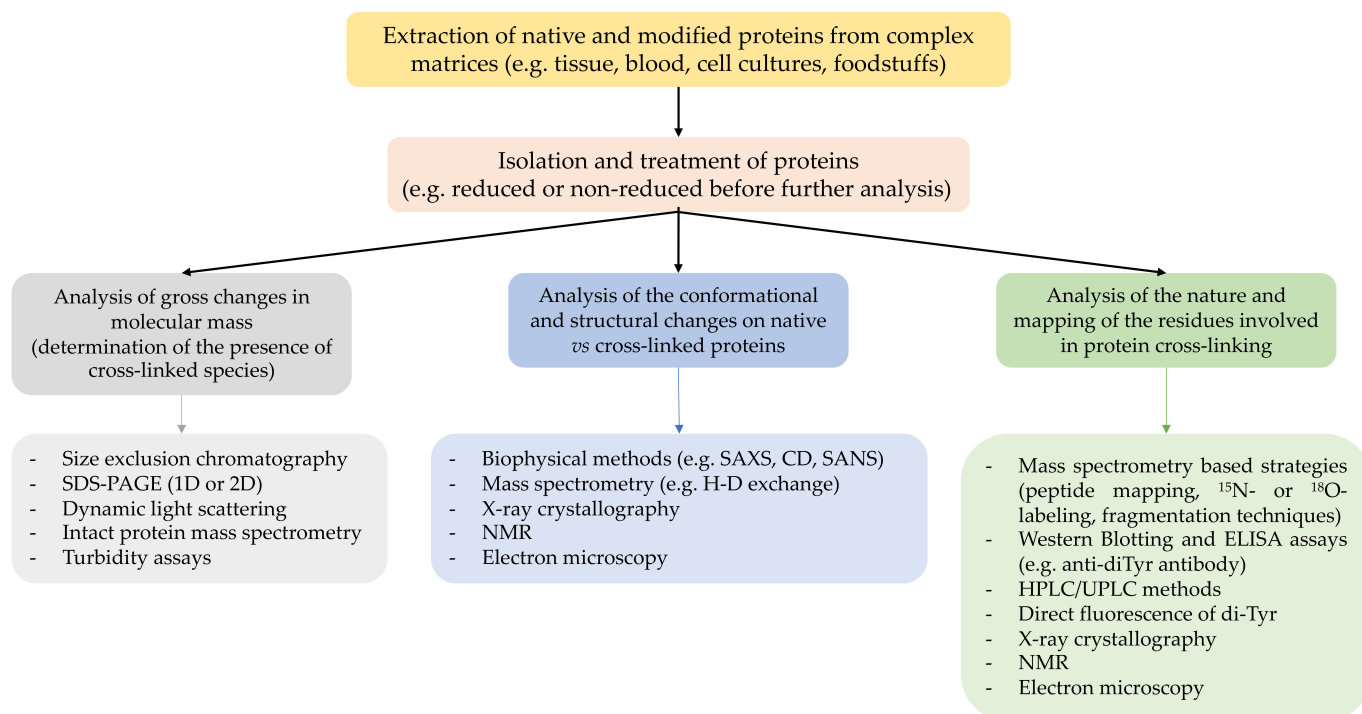 Extraction of native and modified proteins from complex
matrices (e.g. tissue, blood, cell cultures, foodstuffs)
Isolation and treatment of proteins
(e.g. reduced or non-reduced before further analysis)
Analysis of gross changes in
molecular mass
(determination of the presence of
cross-linked species)
Analysis of the conformational
and structural changes on native
vs cross-linked proteins
Analysis of the nature and
mapping of the residues involved
in protein cross-linking
- Size exclusion chromatography
- SDS-PAGE (1D or 2D)
- Dynamic light scattering
- Intact protein mass spectrometry
- Turbidity assays
- Biophysical methods (e.g. SAXS, CD, SANS)
- Mass spectrometry (e.g. H-D exchange)
- X-ray crystallography
- NMR
- Electron microscopy
- Mass spectrometry based strategies
(peptide mapping, ¹⁵N- or ¹⁸O-
labeling, fragmentation techniques)
- Western Blotting and ELISA assays
(e.g. anti-diTyr antibody)
- HPLC/UPLC methods
- Direct fluorescence of di-Tyr
- X-ray crystallography
- NMR
- Electron microscopy